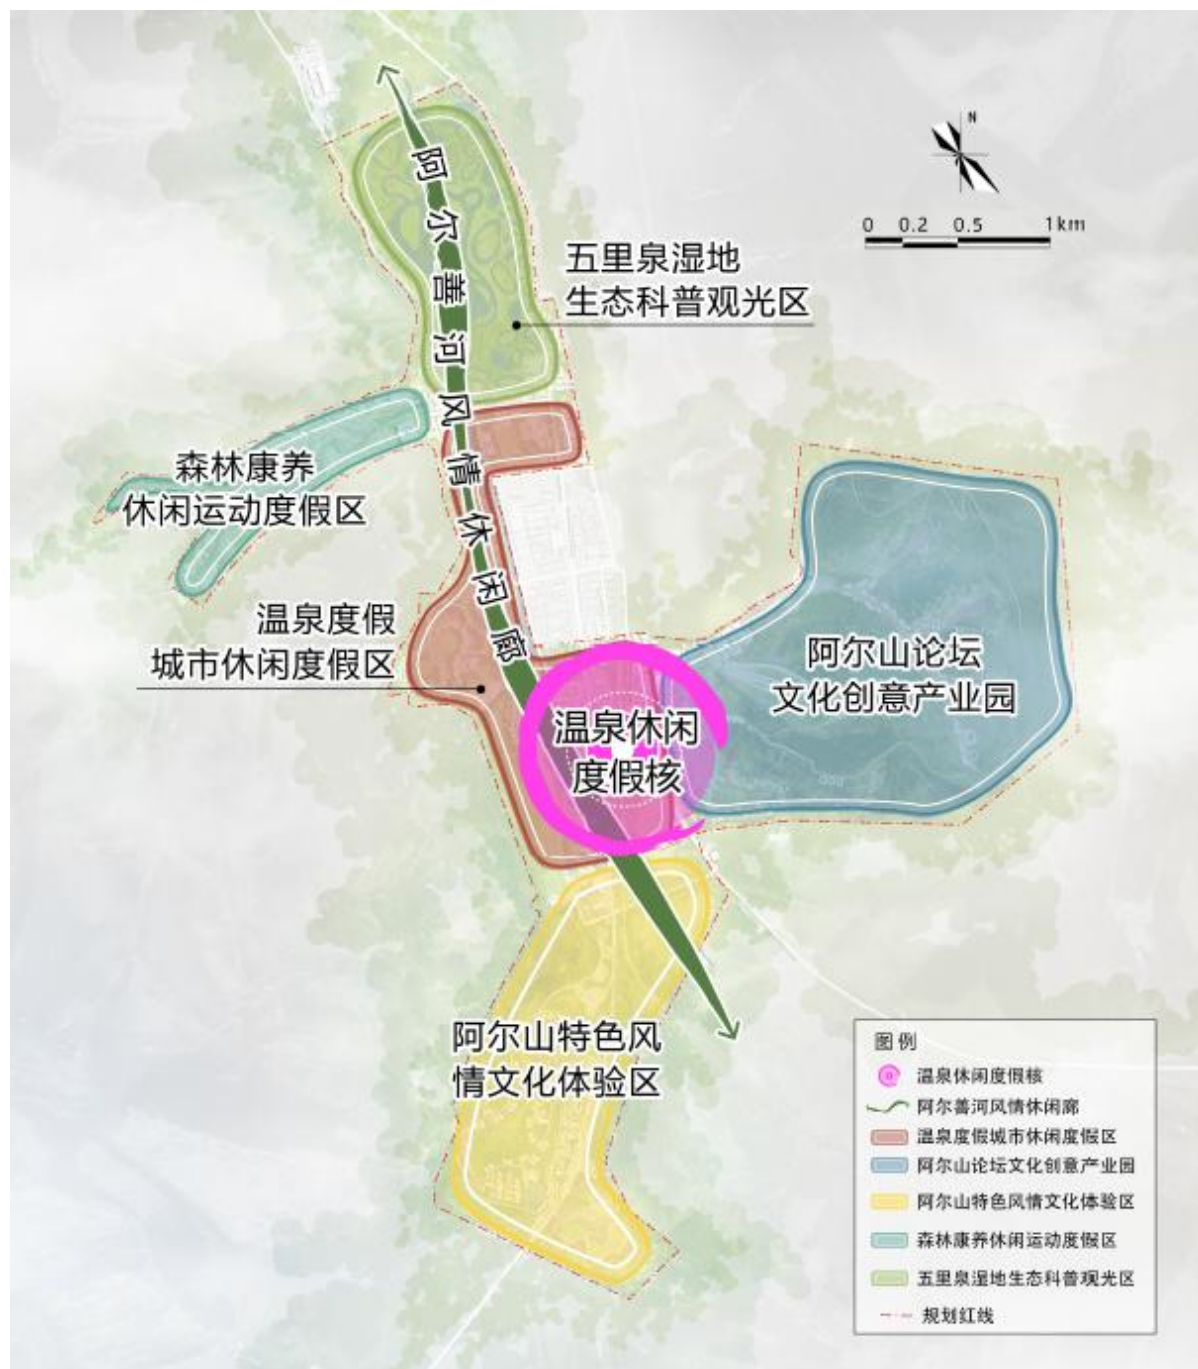 N
0 0.2 0.5 1km
阿尔善河风情休闲廊
五里泉湿地
生态科普观光区
森林康养
休闲运动度假区
温泉度假
城市休闲度假区
阿尔山论坛
文化创意产业园
温泉休闲
度假核
阿尔山特色风
情文化体验区
图例
温泉休闲度假核
阿尔善河风情休闲廊
温泉度假城市休闲度假区
阿尔山论坛文化创意产业园
阿尔山特色风情文化体验区
森林康养休闲运动度假区
五里泉湿地生态科普观光区
规划红线